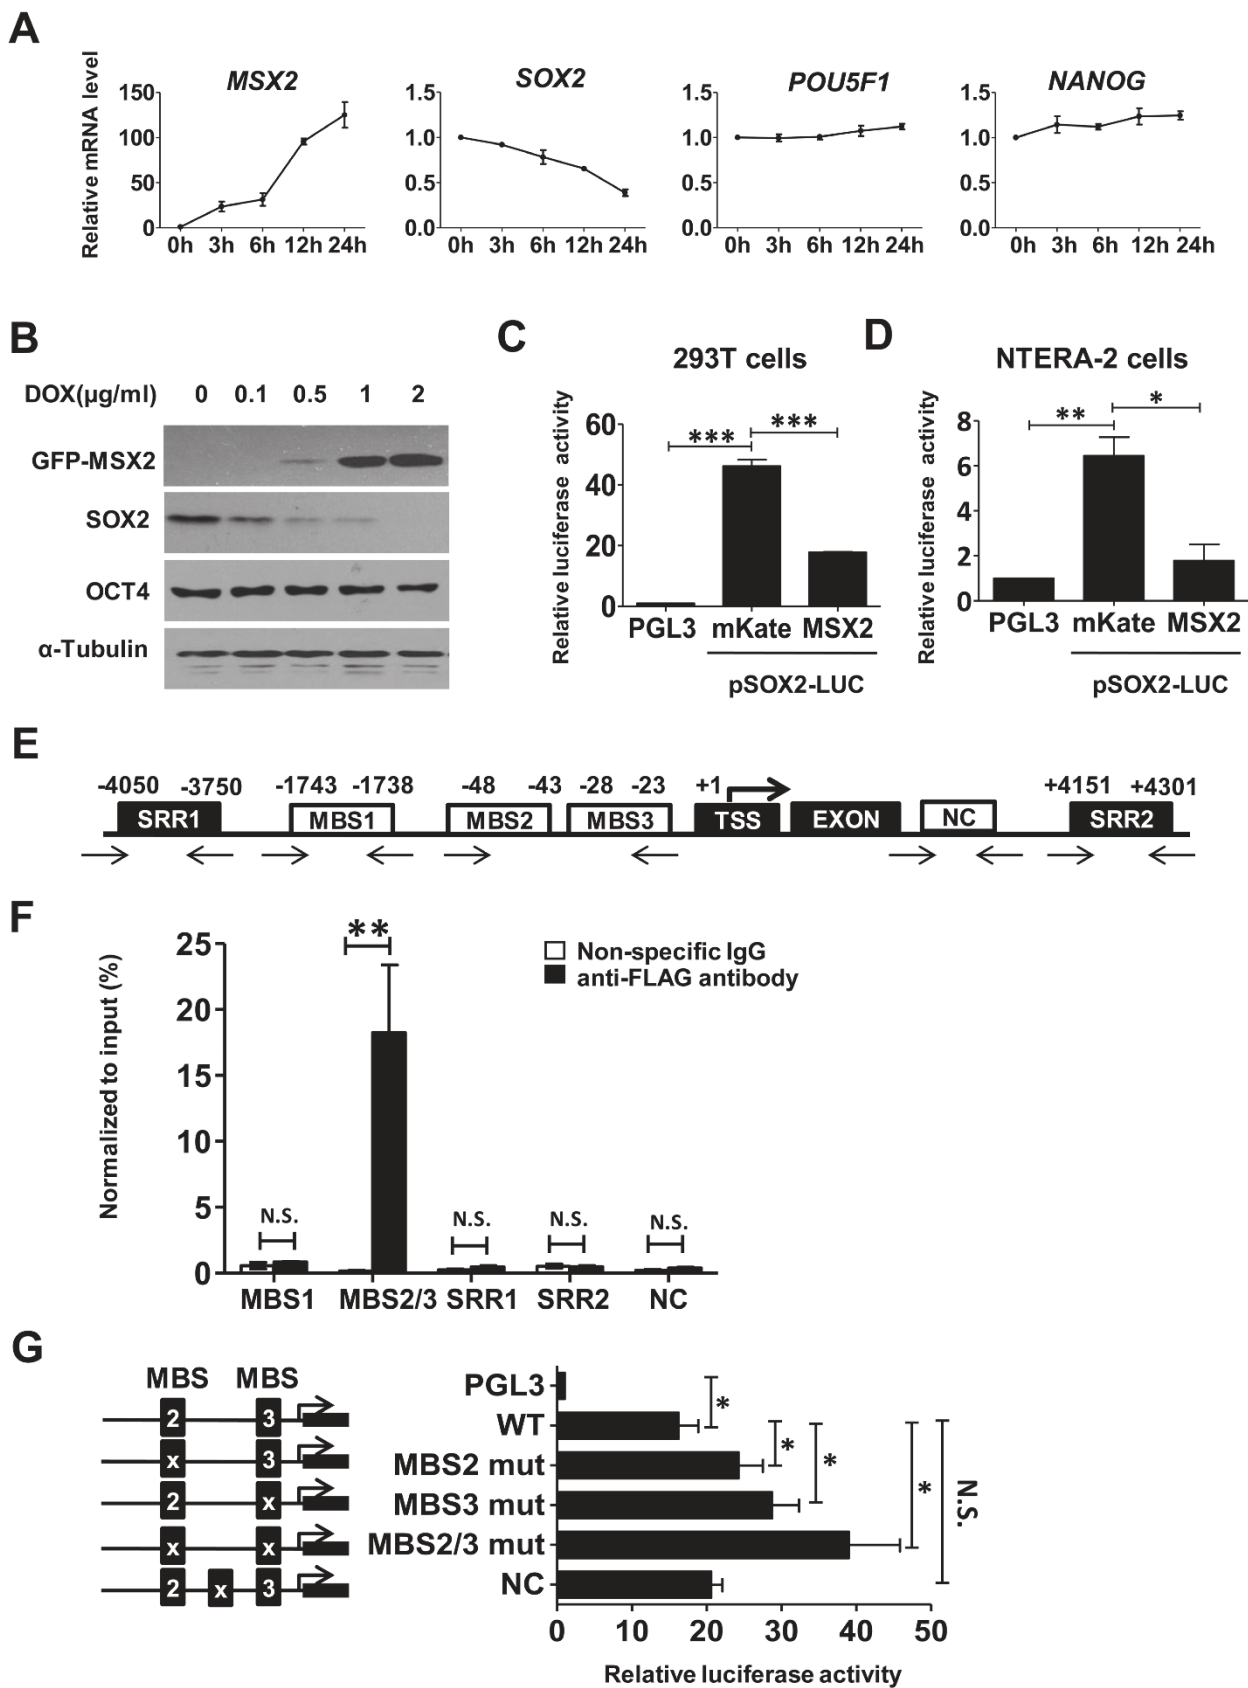 A
MSX2 SOX2 POU5F1 NANOG
Relative mRNA level
150 1.5 1.5 1.5
100 1.0 1.0 1.0
50 0.5 0.5 0.5
0 0.0 0.0 0.0
0h 3h 6h 12h 24h 0h 3h 6h 12h 24h 0h 3h 6h 12h 24h 0h 3h 6h 12h 24h
B
DOX(μg/ml) 0 0.1 0.5 1 2
GFP-MSX2
SOX2
OCT4
α-Tubulin
C
293T cells
Relative luciferase activity
60
40
20
0
*** ***
PGL3 mKate MSX2
pSOX2-LUC
D
NTERA-2 cells
Relative luciferase activity
8
6
4
2
0
** *
PGL3 mKate MSX2
pSOX2-LUC
E
-4050 -3750 -1743 -1738 -48 -43 -28 -23 +1 +4151 +4301
SRR1 MBS1 MBS2 MBS3 TSS EXON NC SRR2
F
Normalized to input (%)
25
20
15
10
5
0
Non-specific IgG
anti-FLAG antibody
N.S. ** N.S. N.S. N.S.
MBS1 MBS2/3 SRR1 SRR2 NC
G
MBS MBS
2 3
x 3
2 x
x x
2 x 3
PGL3
WT
MBS2 mut
MBS3 mut
MBS2/3 mut
NC
* * * * N.S.
0 10 20 30 40 50
Relative luciferase activity